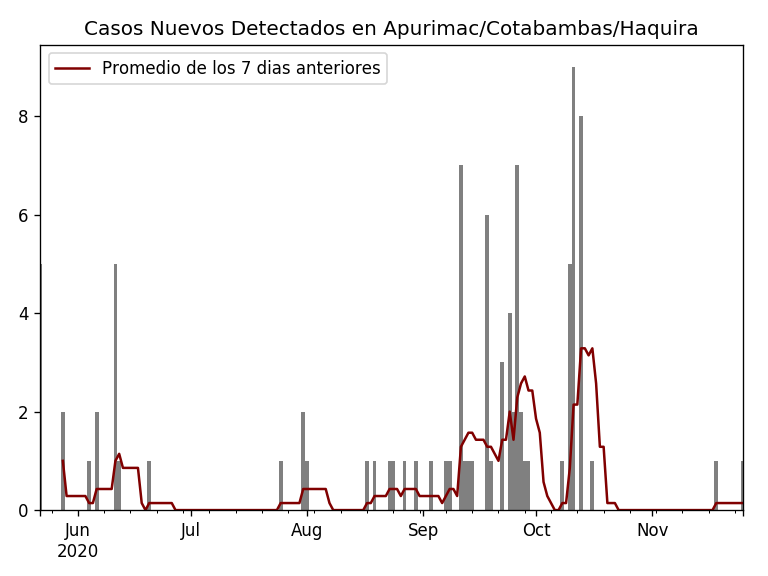 Casos Nuevos Detectados en Apurimac/Cotabambas/Haquira
Promedio de los 7 dias anteriores
8
6
4
2
0
Jun Jul Aug Sep Oct Nov
2020